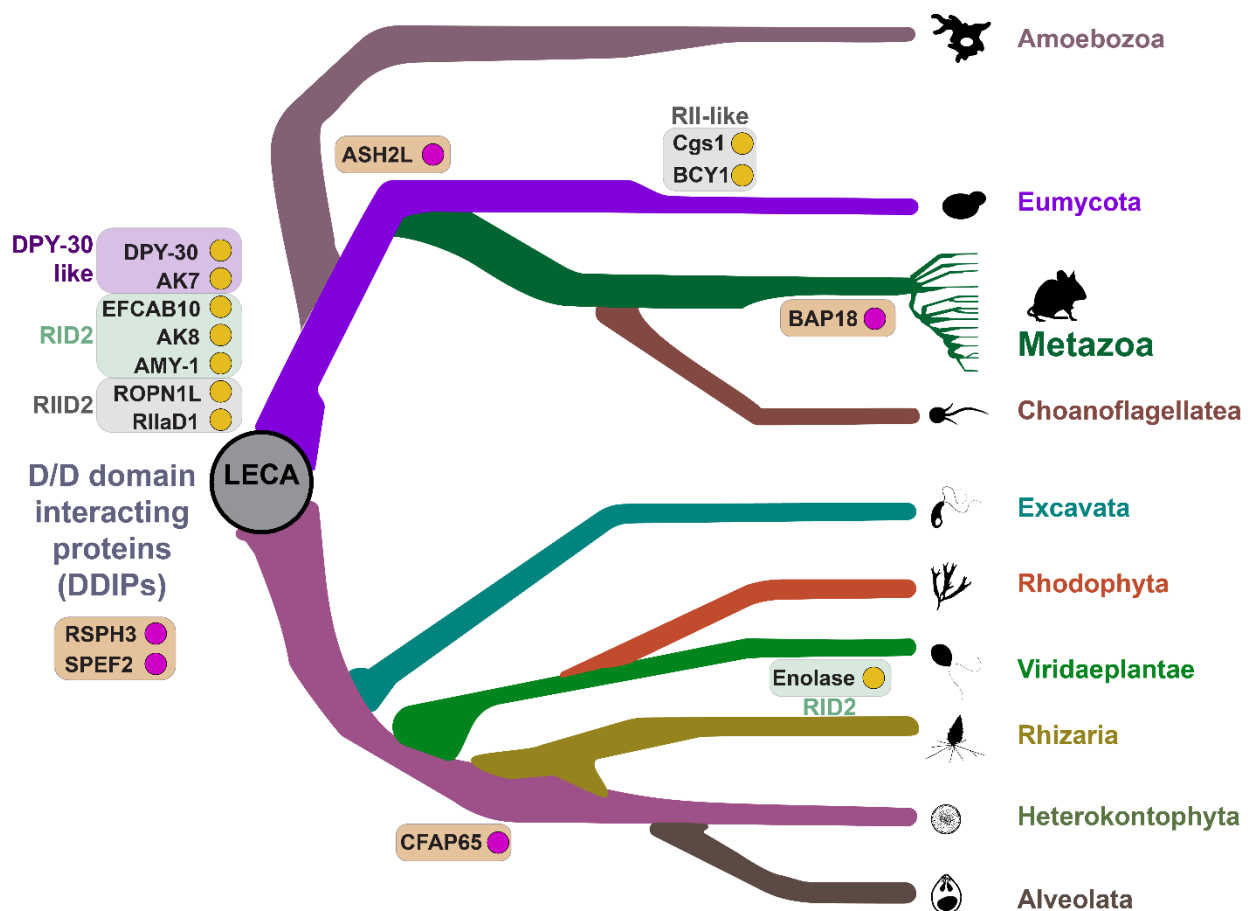 Amoebozoa
RII-like
Cgs1
BCY1
ASH2L
Eumycota
DPY-30
like
DPY-30
AK7
EFCAB10
RID2
AK8
AMY-1
ROPN1L
RIID2
RIIaD1
BAP18
Metazoa
Choanoflagellatea
LECA
D/D domain
interacting
proteins
(DDIPs)
RSPH3
SPEF2
Excavata
Rhodophyta
Viridaeplantae
Enolase
RID2
Rhizaria
Heterokontophyta
CFAP65
Alveolata